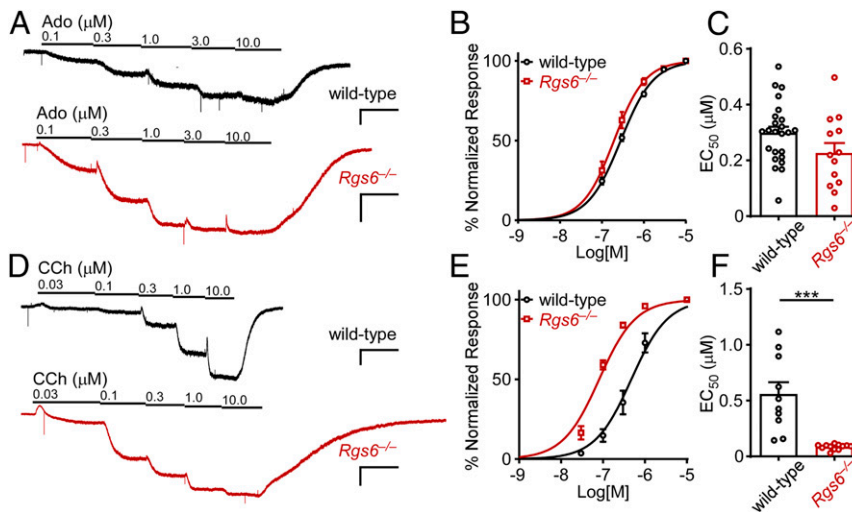 A
Ado (μM)
0.1 0.3 1.0 3.0 10.0
wild-type
Ado (μM)
0.1 0.3 1.0 3.0 10.0
Rgs6–/–
B
wild-type
Rgs6–/–
% Normalized Response
100
50
0
-9 -8 -7 -6 -5
Log[M]
C
EC50 (μM)
0.6
0.4
0.2
0
wild-type
Rgs6–/–
D
CCh (μM)
0.03 0.1 0.3 1.0 10.0
wild-type
CCh (μM)
0.03 0.1 0.3 1.0 10.0
Rgs6–/–
E
wild-type
Rgs6–/–
% Normalized Response
100
50
0
-9 -8 -7 -6 -5
Log[M]
F
EC50 (μM)
1.5
1.0
0.5
0
***
wild-type
Rgs6–/–